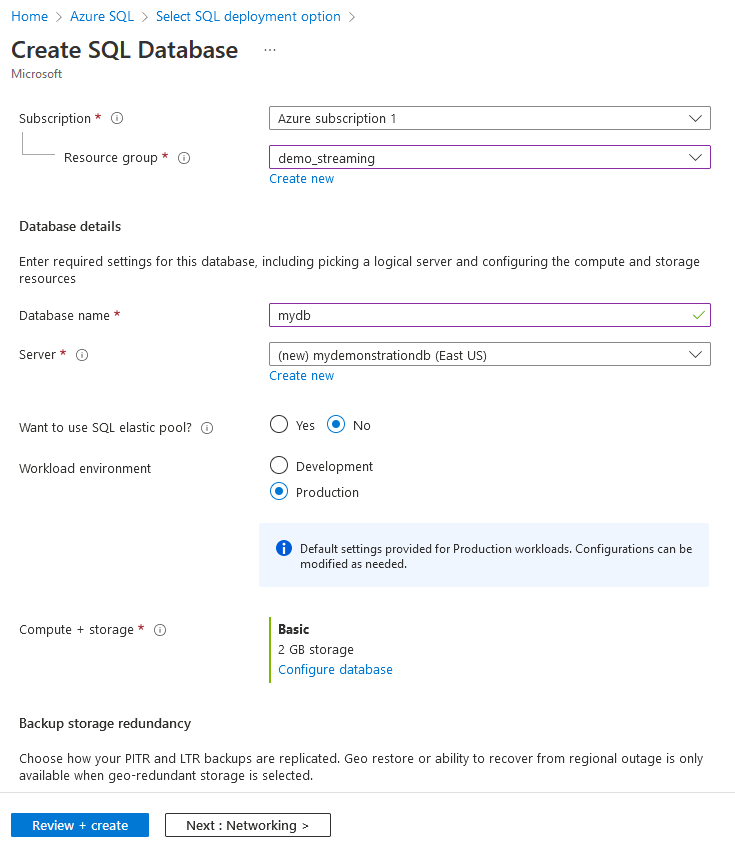 Home > Azure SQL > Select SQL deployment option >
Create SQL Database ...
Microsoft
Subscription * Azure subscription 1
Resource group * demo_streaming
Create new
Database details
Enter required settings for this database, including picking a logical server and configuring the compute and storage
resources
Database name * mydb
Server * (new) mydemonstrationdb (East US)
Create new
Want to use SQL elastic pool? Yes No
Workload environment Development
Production
Default settings provided for Production workloads. Configurations can be
modified as needed.
Compute + storage * Basic
2 GB storage
Configure database
Backup storage redundancy
Choose how your PITR and LTR backups are replicated. Geo restore or ability to recover from regional outage is only
available when geo-redundant storage is selected.
Review + create Next : Networking >